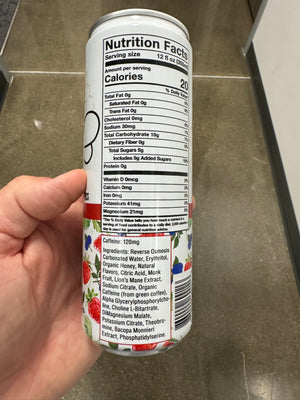 Nutrition Facts
Serving size 12 fl oz
Amount per serving
Calories 20
% Daily
Total Fat 0g
Saturated Fat 0g
Trans Fat 0g
Cholesterol 0mg
Sodium 30mg
Total Carbohydrate 15g
Dietary Fiber 0g
Total Sugars 5g
Includes 5g Added Sugars 10%
Protein 0g
Vitamin D 0mcg
Calcium 0mg
Iron 0mg
Potassium 41mg
Magnesium 21mg
Caffeine: 120mg
Ingredients: Reverse Osmosis
Carbonated Water, Erythritol,
Organic Honey, Natural
Flavors, Citric Acid, Monk
Fruit, Lion's Mane Extract,
Sodium Citrate, Organic
Caffeine (from green coffee),
Alpha Glycerylphosphorylcho-
line, Choline L-Bitartrate,
DiMagnesium Malate,
Potassium Citrate, Theobro-
mine, Bacopa Monnieri
Extract, Phosphatidylserine.